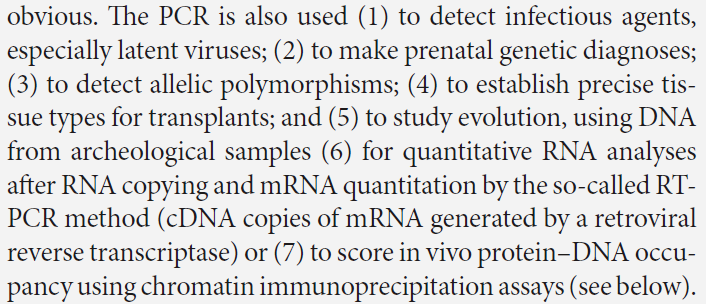 obvious. The PCR is also used (1) to detect infectious agents,
especially latent viruses; (2) to make prenatal genetic diagnoses;
(3) to detect allelic polymorphisms; (4) to establish precise tis-
sue types for transplants; and (5) to study evolution, using DNA
from archeological samples (6) for quantitative RNA analyses
after RNA copying and mRNA quantitation by the so-called RT-
PCR method (cDNA copies of mRNA generated by a retroviral
reverse transcriptase) or (7) to score in vivo protein–DNA occu-
pancy using chromatin immunoprecipitation assays (see below).